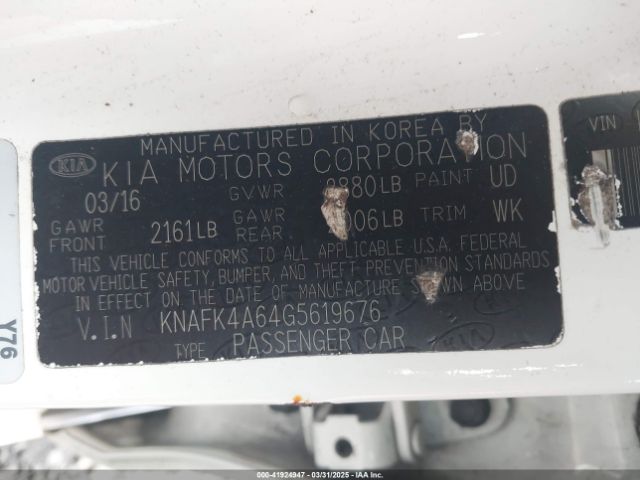 MANUFACTURED IN KOREA BY
KIA KIA MOTORS CORPORATION
03/16 GVWR 880LB PAINT UD
GAWR FRONT 2161LB GAWR REAR 06LB TRIM WK
THIS VEHICLE CONFORMS TO ALL APPLICABLE U.S.A. FEDERAL
MOTOR VEHICLE SAFETY, BUMPER, AND THEFT PREVENTION STANDARDS
IN EFFECT ON THE DATE OF MANUFACTURE SHOWN ABOVE
V.I.N KNAFK4A64G5619676
TYPE PASSENGER CAR
VIN
Y76
000-41924947 - 03/31/2025 - IAAI.COM